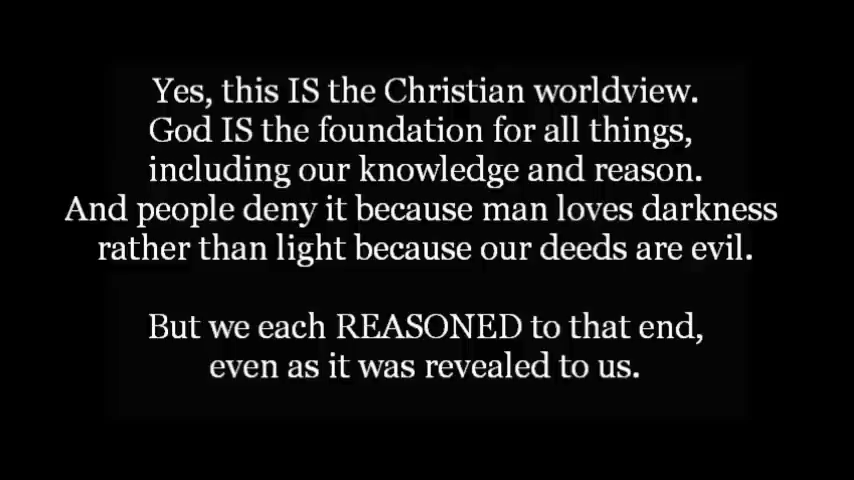 Yes, this IS the Christian worldview.
God IS the foundation for all things,
including our knowledge and reason.
And people deny it because man loves darkness
rather than light because our deeds are evil.
But we each REASONED to that end,
even as it was revealed to us.